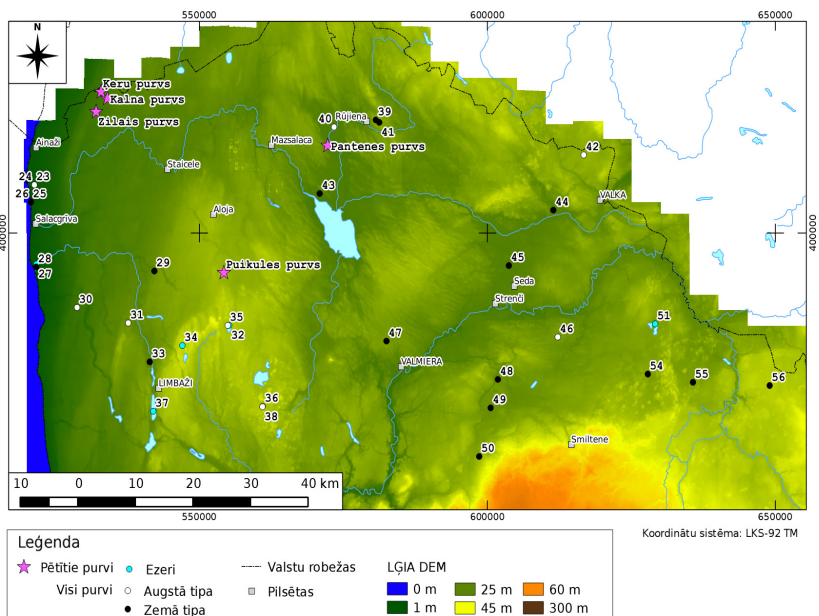 550000 600000 650000
N
Ķeru purvs
Kalna purvs
Zilais purvs
40 Rūjiena 39
41
Ainaži
Mazsalaca
Pantenes purvs
42
Staicele
24 23
26 25
43
VALKA
44
Salacgrīva
Aloja
400000 400000
28
27
29
Puikules purvs
45
Seda
Strenči
30
31
35
32
34
51
46
47
33
VALMIERA
LIMBAŽI
48
54
55
56
37
36
38
49
Smiltene
50
10 0 10 20 30 40 km
550000 600000 650000
Koordinātu sistēma: LKS-92 TM
Leģenda
Pētītie purvi Ezeri Valstu robežas LĢIA DEM
Visi purvi Augstā tipa Pilsētas 0 m 25 m 60 m
Zemā tipa 1 m 45 m 300 m